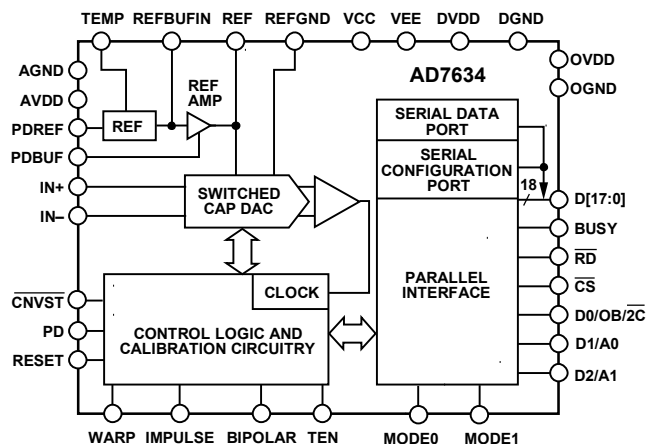 TEMP REFBUFIN REF REFGND VCC VEE DVDD DGND
AGND
AVDD
PDREF
PDBUF
IN+
IN–
CNVST
PD
RESET
OVDD
OGND
AD7634
REF
AMP
REF
SERIAL DATA
PORT
SERIAL
CONFIGURATION
PORT
18
SWITCHED
CAP DAC
CLOCK
CONTROL LOGIC AND
CALIBRATION CIRCUITRY
PARALLEL
INTERFACE
D[17:0]
BUSY
RD
CS
D0/OB/2C
D1/A0
D2/A1
WARP IMPULSE BIPOLAR TEN MODE0 MODE1